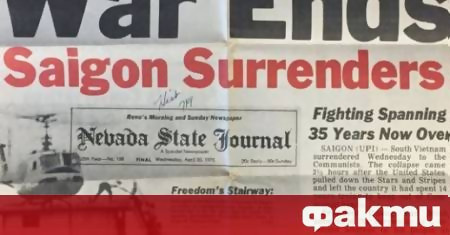 War Ends
Saigon Surrenders
Reno's Morning and Sunday Newspaper
Nevada State Journal
A Speidel Newspaper
FINAL Wednesday, April 30, 1975
Fighting Spanning
35 Years Now Over
SAIGON (UPI) — South Vietnam
surrendered Wednesday to the
Communists. The collapse came
2½ hours after the United States
pulled down the Stars and Stripes
and left the country it had spent 14
Freedom's Stairway:
факти